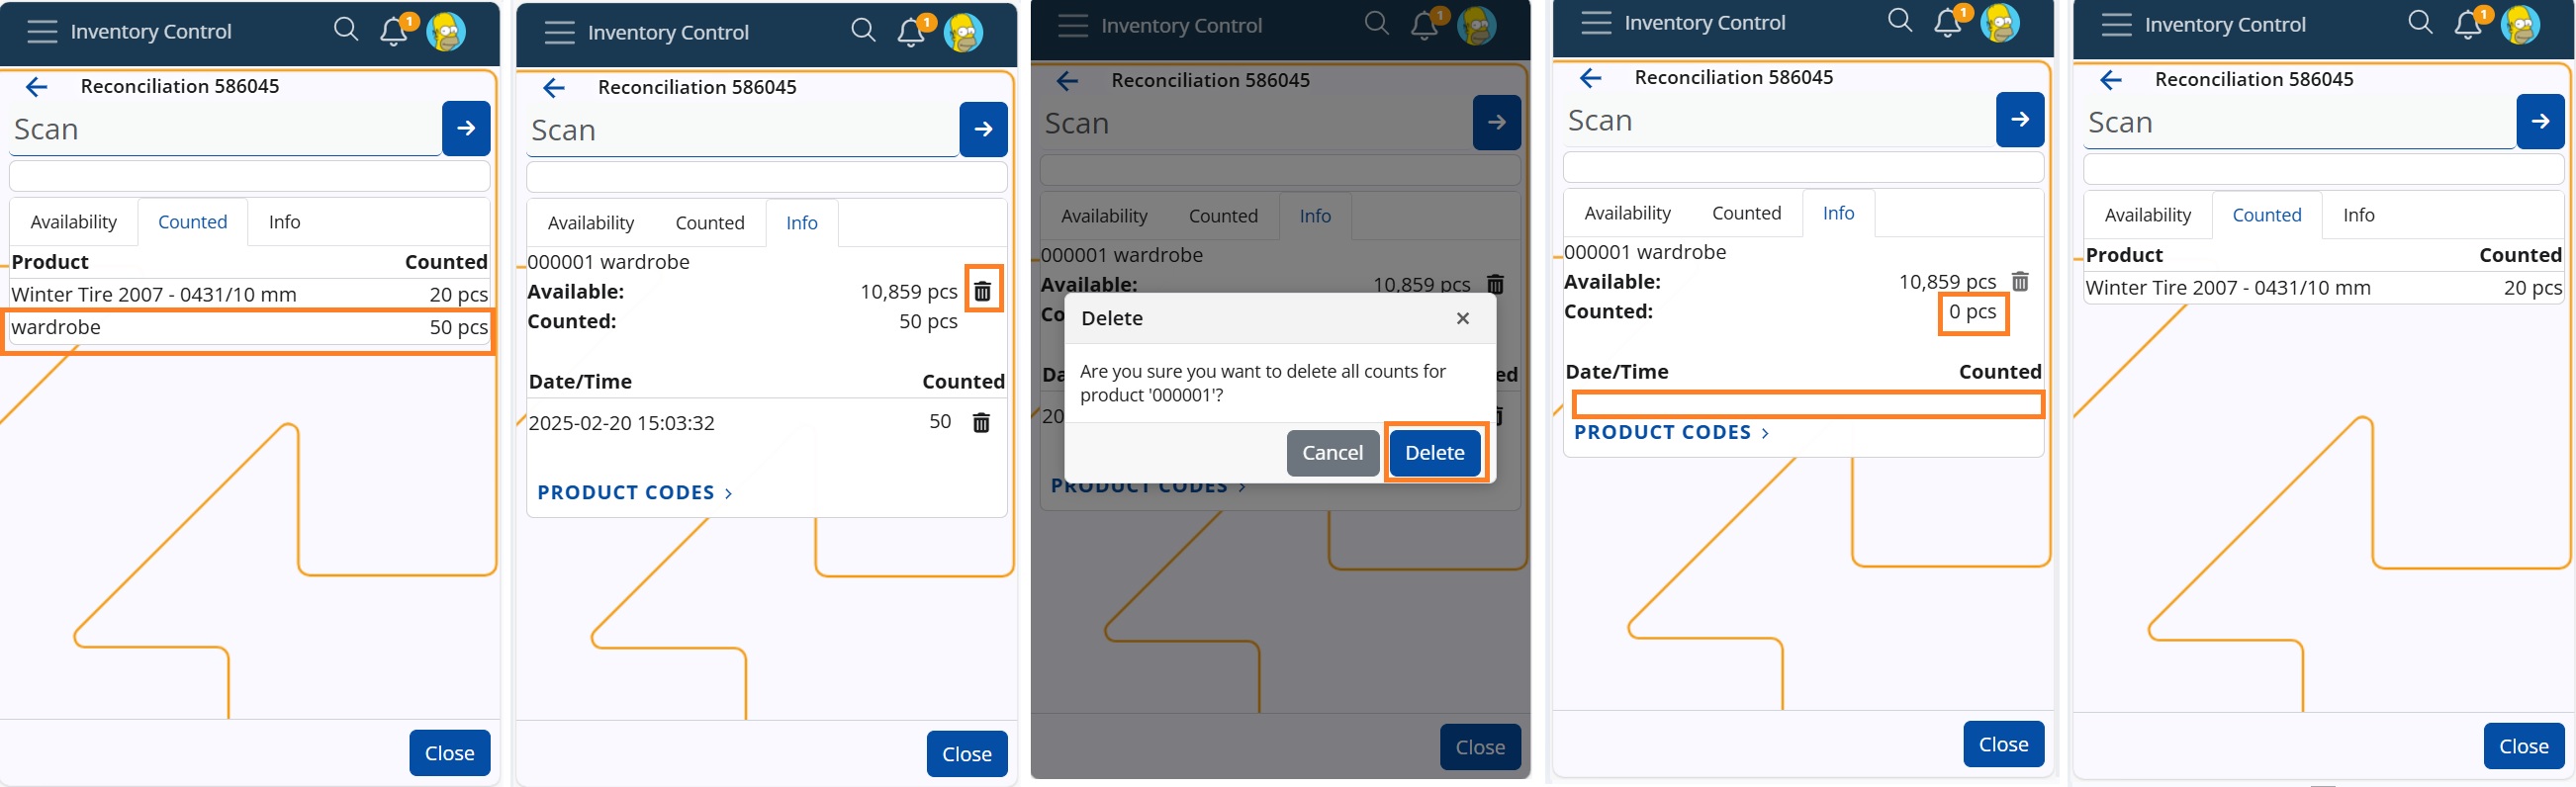 Inventory Control 1
Reconciliation 586045
Scan
Availability Counted Info
Product Counted
Winter Tire 2007 - 0431/10 mm 20 pcs
wardrobe 50 pcs
Close
Inventory Control 1
Reconciliation 586045
Scan
Availability Counted Info
000001 wardrobe
Available: 10,859 pcs
Counted: 50 pcs
Date/Time Counted
2025-02-20 15:03:32 50
PRODUCT CODES >
Close
Inventory Control 1
Reconciliation 586045
Scan
Availability Counted Info
000001 wardrobe
Available: 10,859 pcs
Co
Delete ×
Are you sure you want to delete all counts for
product '000001'?
Da ed
20
Cancel Delete
PRODUCT CODES >
Close
Inventory Control 1
Reconciliation 586045
Scan
Availability Counted Info
000001 wardrobe
Available: 10,859 pcs
Counted: 0 pcs
Date/Time Counted
PRODUCT CODES >
Close
Inventory Control 1
Reconciliation 586045
Scan
Availability Counted Info
Product Counted
Winter Tire 2007 - 0431/10 mm 20 pcs
Close